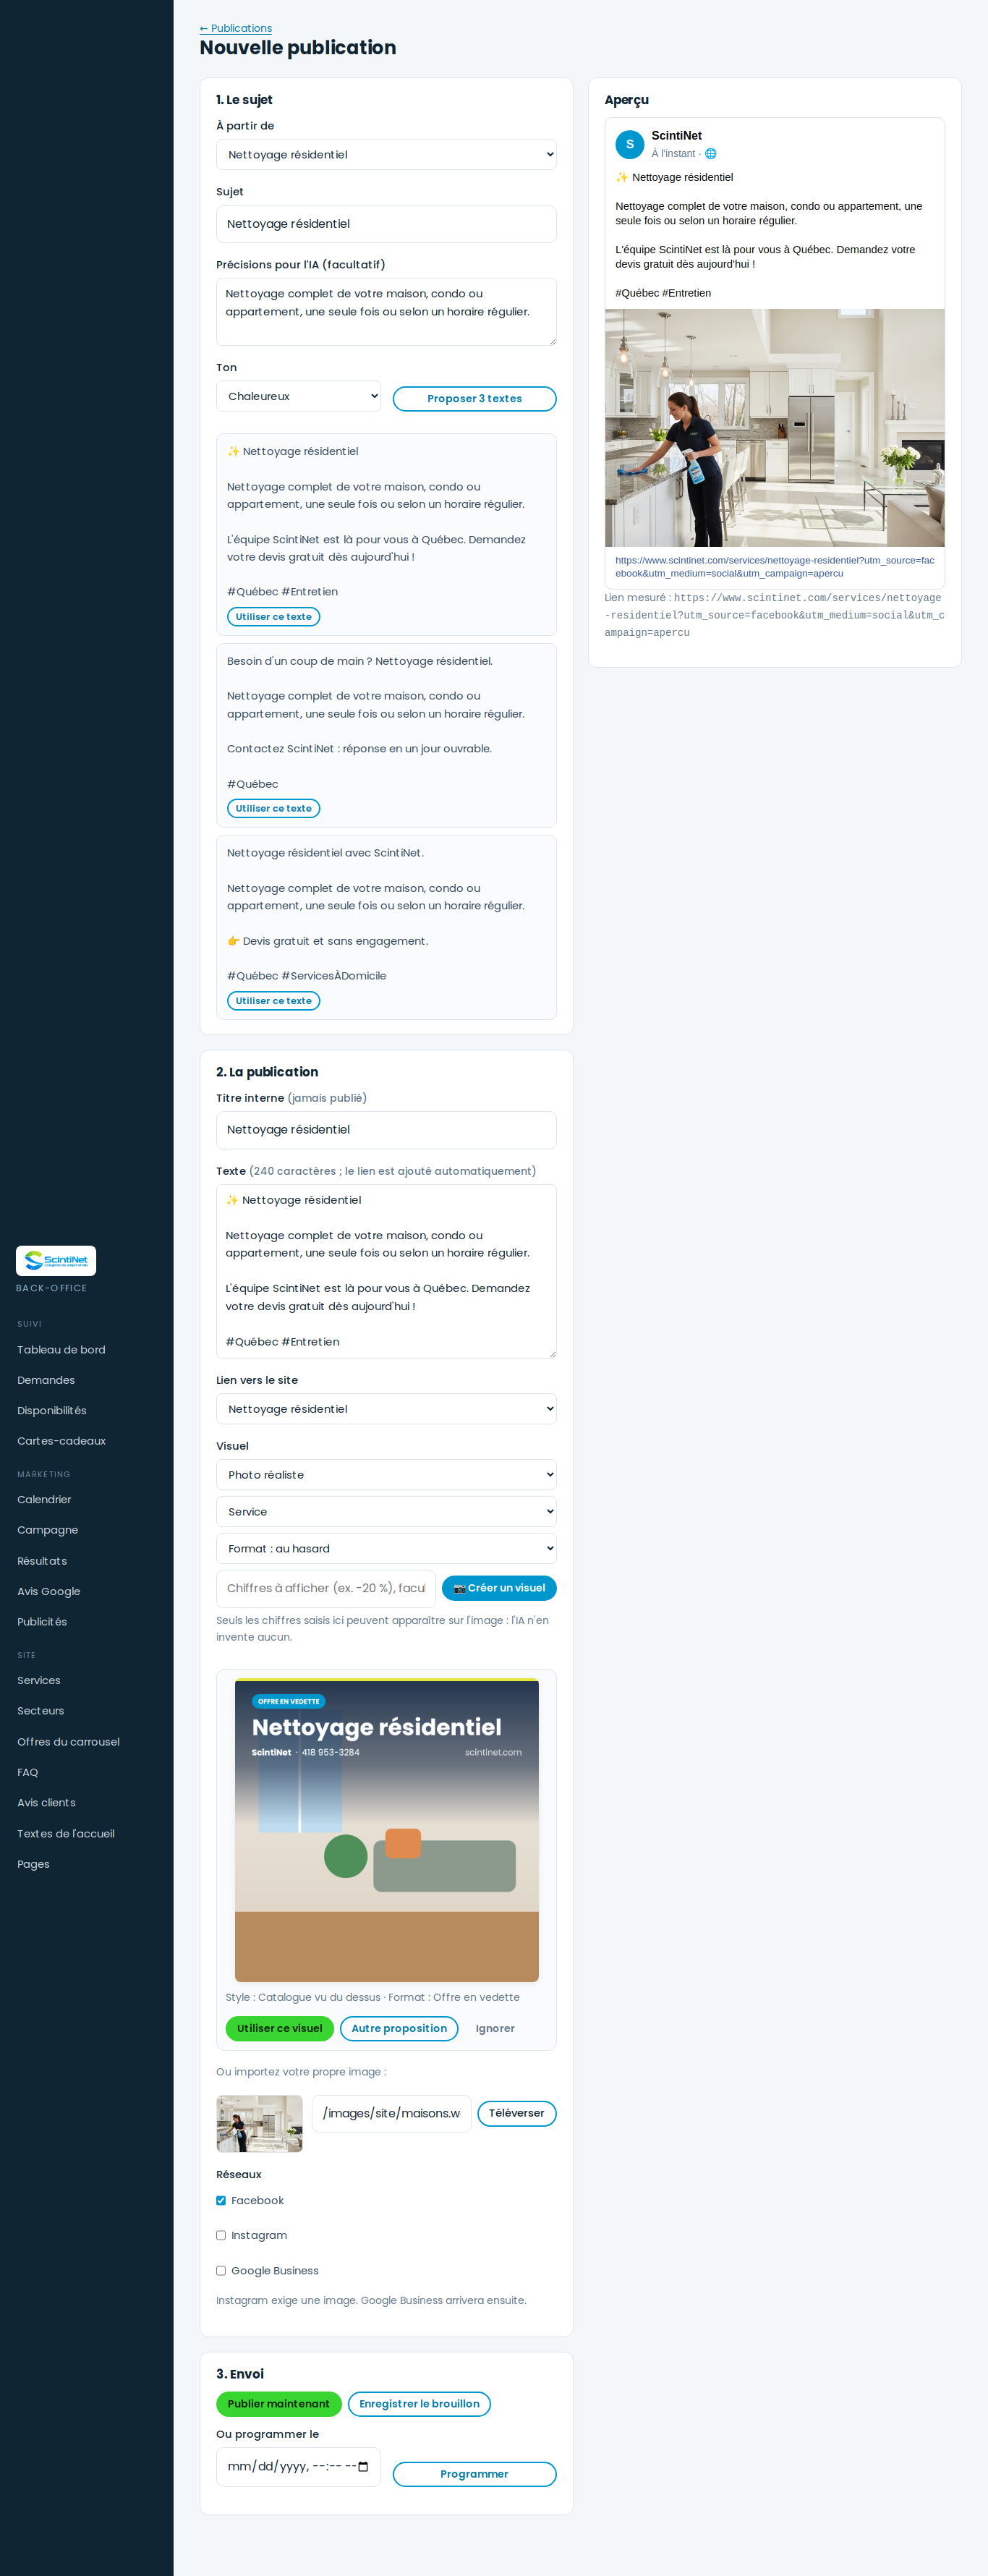 ← Publications
Nouvelle publication
1. Le sujet
À partir de
Nettoyage résidentiel
Sujet
Nettoyage résidentiel
Précisions pour l'IA (facultatif)
Nettoyage complet de votre maison, condo ou
appartement, une seule fois ou selon un horaire régulier.
Ton
Chaleureux
Proposer 3 textes
✨ Nettoyage résidentiel
Nettoyage complet de votre maison, condo ou
appartement, une seule fois ou selon un horaire régulier.
L'équipe ScintiNet est là pour vous à Québec. Demandez
votre devis gratuit dès aujourd'hui !
#Québec #Entretien
Utiliser ce texte
Besoin d'un coup de main ? Nettoyage résidentiel.
Nettoyage complet de votre maison, condo ou
appartement, une seule fois ou selon un horaire régulier.
Contactez ScintiNet : réponse en un jour ouvrable.
#Québec
Utiliser ce texte
Nettoyage résidentiel avec ScintiNet.
Nettoyage complet de votre maison, condo ou
appartement, une seule fois ou selon un horaire régulier.
👉 Devis gratuit et sans engagement.
#Québec #ServicesÀDomicile
Utiliser ce texte
2. La publication
Titre interne (jamais publié)
Nettoyage résidentiel
Texte (240 caractères ; le lien est ajouté automatiquement)
✨ Nettoyage résidentiel
Nettoyage complet de votre maison, condo ou
appartement, une seule fois ou selon un horaire régulier.
L'équipe ScintiNet est là pour vous à Québec. Demandez
votre devis gratuit dès aujourd'hui !
#Québec #Entretien
Lien vers le site
Nettoyage résidentiel
Visuel
Photo réaliste
Service
Format : au hasard
Chiffres à afficher (ex. -20 %), facul
📷 Créer un visuel
Seuls les chiffres saisis ici peuvent apparaître sur l'image : l'IA n'en
invente aucun.
OFFRE EN VEDETTE
Nettoyage résidentiel
ScintiNet · 418 953-3284
scintinet.com
Style : Catalogue vu du dessus · Format : Offre en vedette
Utiliser ce visuel
Autre proposition
Ignorer
Ou importez votre propre image :
/images/site/maisons.w
Téléverser
Réseaux
Facebook
Instagram
Google Business
Instagram exige une image. Google Business arrivera ensuite.
3. Envoi
Publier maintenant
Enregistrer le brouillon
Ou programmer le
mm/dd/yyyy, --:-- --
Programmer
Aperçu
S
ScintiNet
À l'instant · 🌐
✨ Nettoyage résidentiel
Nettoyage complet de votre maison, condo ou appartement, une
seule fois ou selon un horaire régulier.
L'équipe ScintiNet est là pour vous à Québec. Demandez votre
devis gratuit dès aujourd'hui !
#Québec #Entretien
https://www.scintinet.com/services/nettoyage-residentiel?utm_source=fac
ebook&utm_medium=social&utm_campaign=apercu
Lien mesuré : https://www.scintinet.com/services/nettoyage
-residentiel?utm_source=facebook&utm_medium=social&utm_c
ampaign=apercu
ScintiNet
BACK-OFFICE
SUIVI
Tableau de bord
Demandes
Disponibilités
Cartes-cadeaux
MARKETING
Calendrier
Campagne
Résultats
Avis Google
Publicités
SITE
Services
Secteurs
Offres du carrousel
FAQ
Avis clients
Textes de l'accueil
Pages